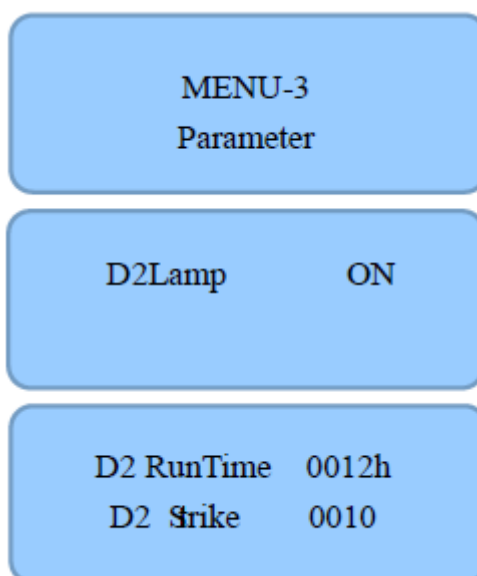 MENU-3
Parameter
D2Lamp ON
D2 RunTime 0012h
D2 Strike 0010